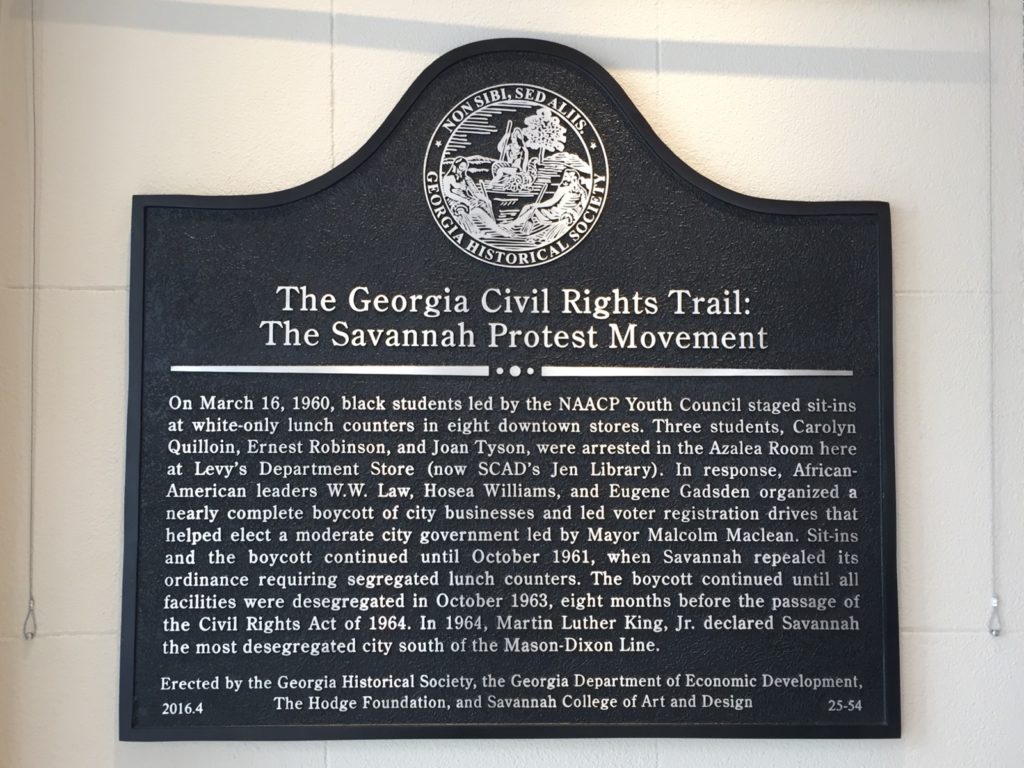 NON SIBI, SED ALIIS.
GEORGIA HISTORICAL SOCIETY
The Georgia Civil Rights Trail:
The Savannah Protest Movement
On March 16, 1960, black students led by the NAACP Youth Council staged sit-ins
at white-only lunch counters in eight downtown stores. Three students, Carolyn
Quilloin, Ernest Robinson, and Joan Tyson, were arrested in the Azalea Room here
at Levy's Department Store (now SCAD's Jen Library). In response, African-
American leaders W.W. Law, Hosea Williams, and Eugene Gadsden organized a
nearly complete boycott of city businesses and led voter registration drives that
helped elect a moderate city government led by Mayor Malcolm Maclean. Sit-ins
and the boycott continued until October 1961, when Savannah repealed its
ordinance requiring segregated lunch counters. The boycott continued until all
facilities were desegregated in October 1963, eight months before the passage of
the Civil Rights Act of 1964. In 1964, Martin Luther King, Jr. declared Savannah
the most desegregated city south of the Mason-Dixon Line.
Erected by the Georgia Historical Society, the Georgia Department of Economic Development,
2016.4 The Hodge Foundation, and Savannah College of Art and Design 25-54